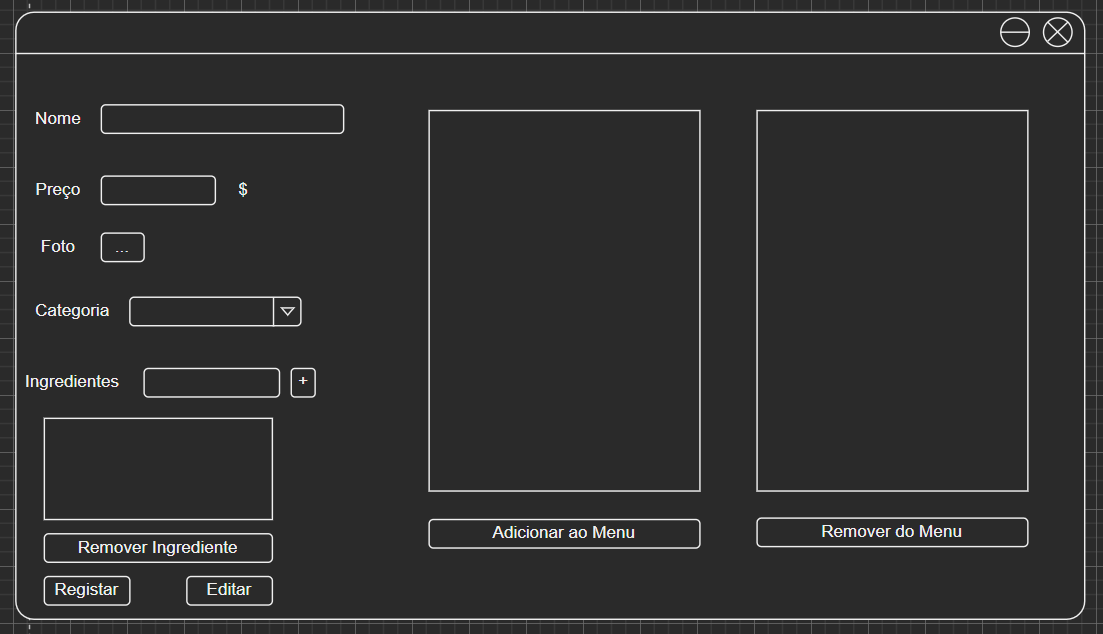 Nome
Preço
$
Foto
...
Categoria
Ingredientes
+
Remover Ingrediente
Registar
Editar
Adicionar ao Menu
Remover do Menu